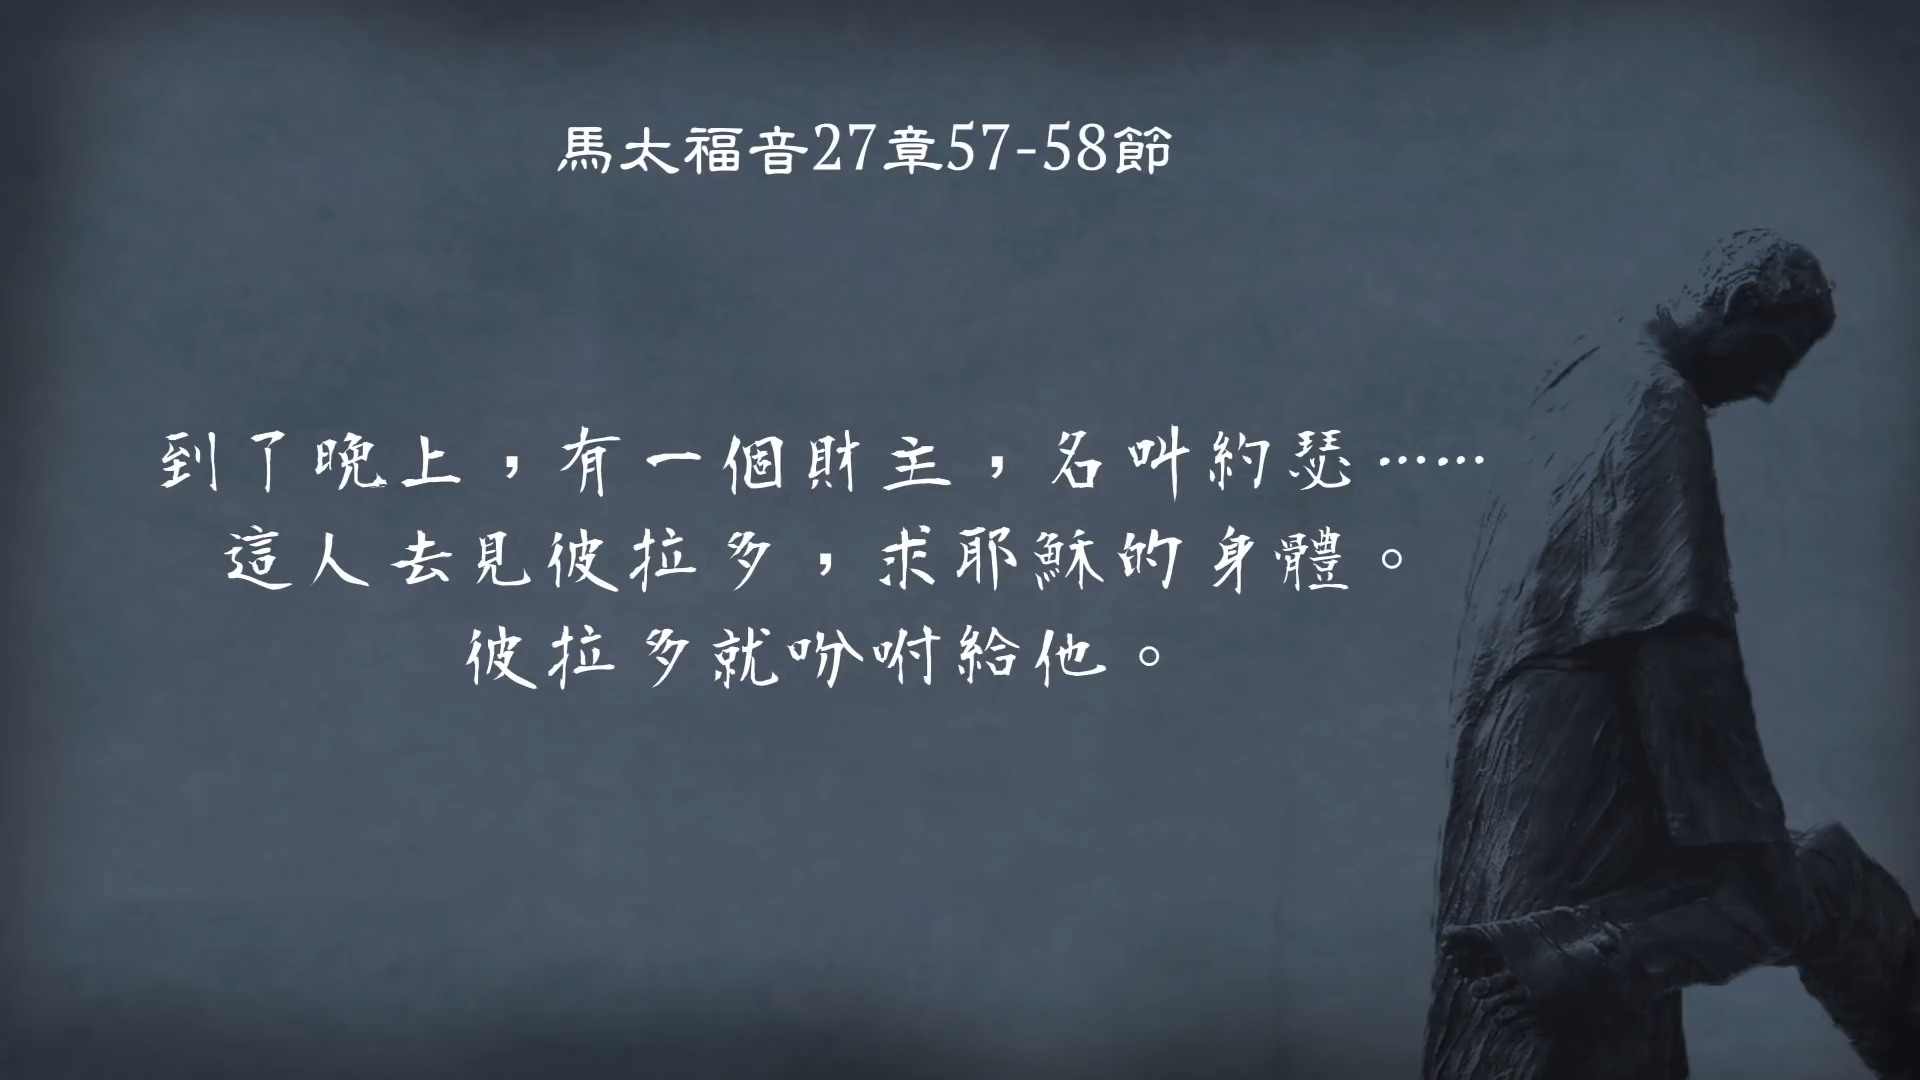 馬太福音27章57-58節
到了晚上，有一個財主，名叫約瑟……
這人去見彼拉多，求耶穌的身體。
彼拉多就吩咐給他。